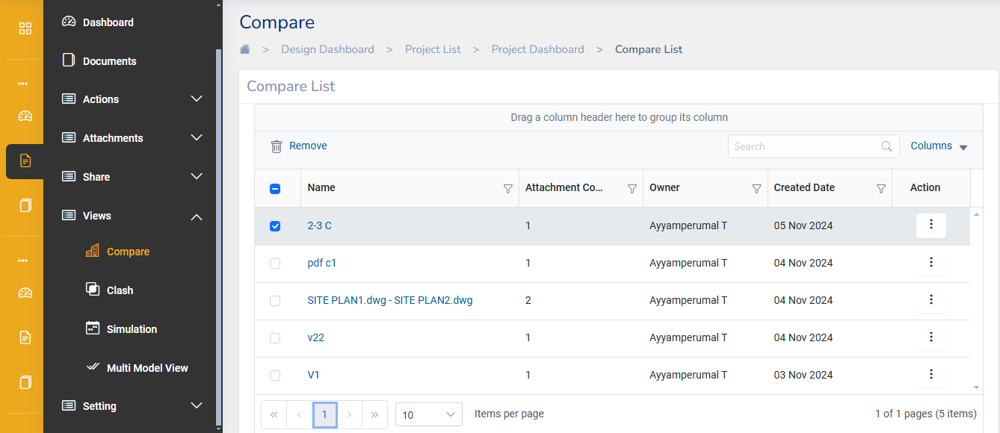 Dashboard
Documents
Actions
Attachments
Share
Views
Compare
Clash
Simulation
Multi Model View
Setting
Compare
> Design Dashboard > Project List > Project Dashboard > Compare List
Compare List
Drag a column header here to group its column
Remove Search Columns
Name Attachment Co... Owner Created Date Action
2-3 C 1 Ayyamperumal T 05 Nov 2024
pdf c1 1 Ayyamperumal T 04 Nov 2024
SITE PLAN1.dwg - SITE PLAN2.dwg 2 Ayyamperumal T 04 Nov 2024
v22 1 Ayyamperumal T 04 Nov 2024
V1 1 Ayyamperumal T 03 Nov 2024
« ‹ 1 › » 10 Items per page 1 of 1 pages (5 items)